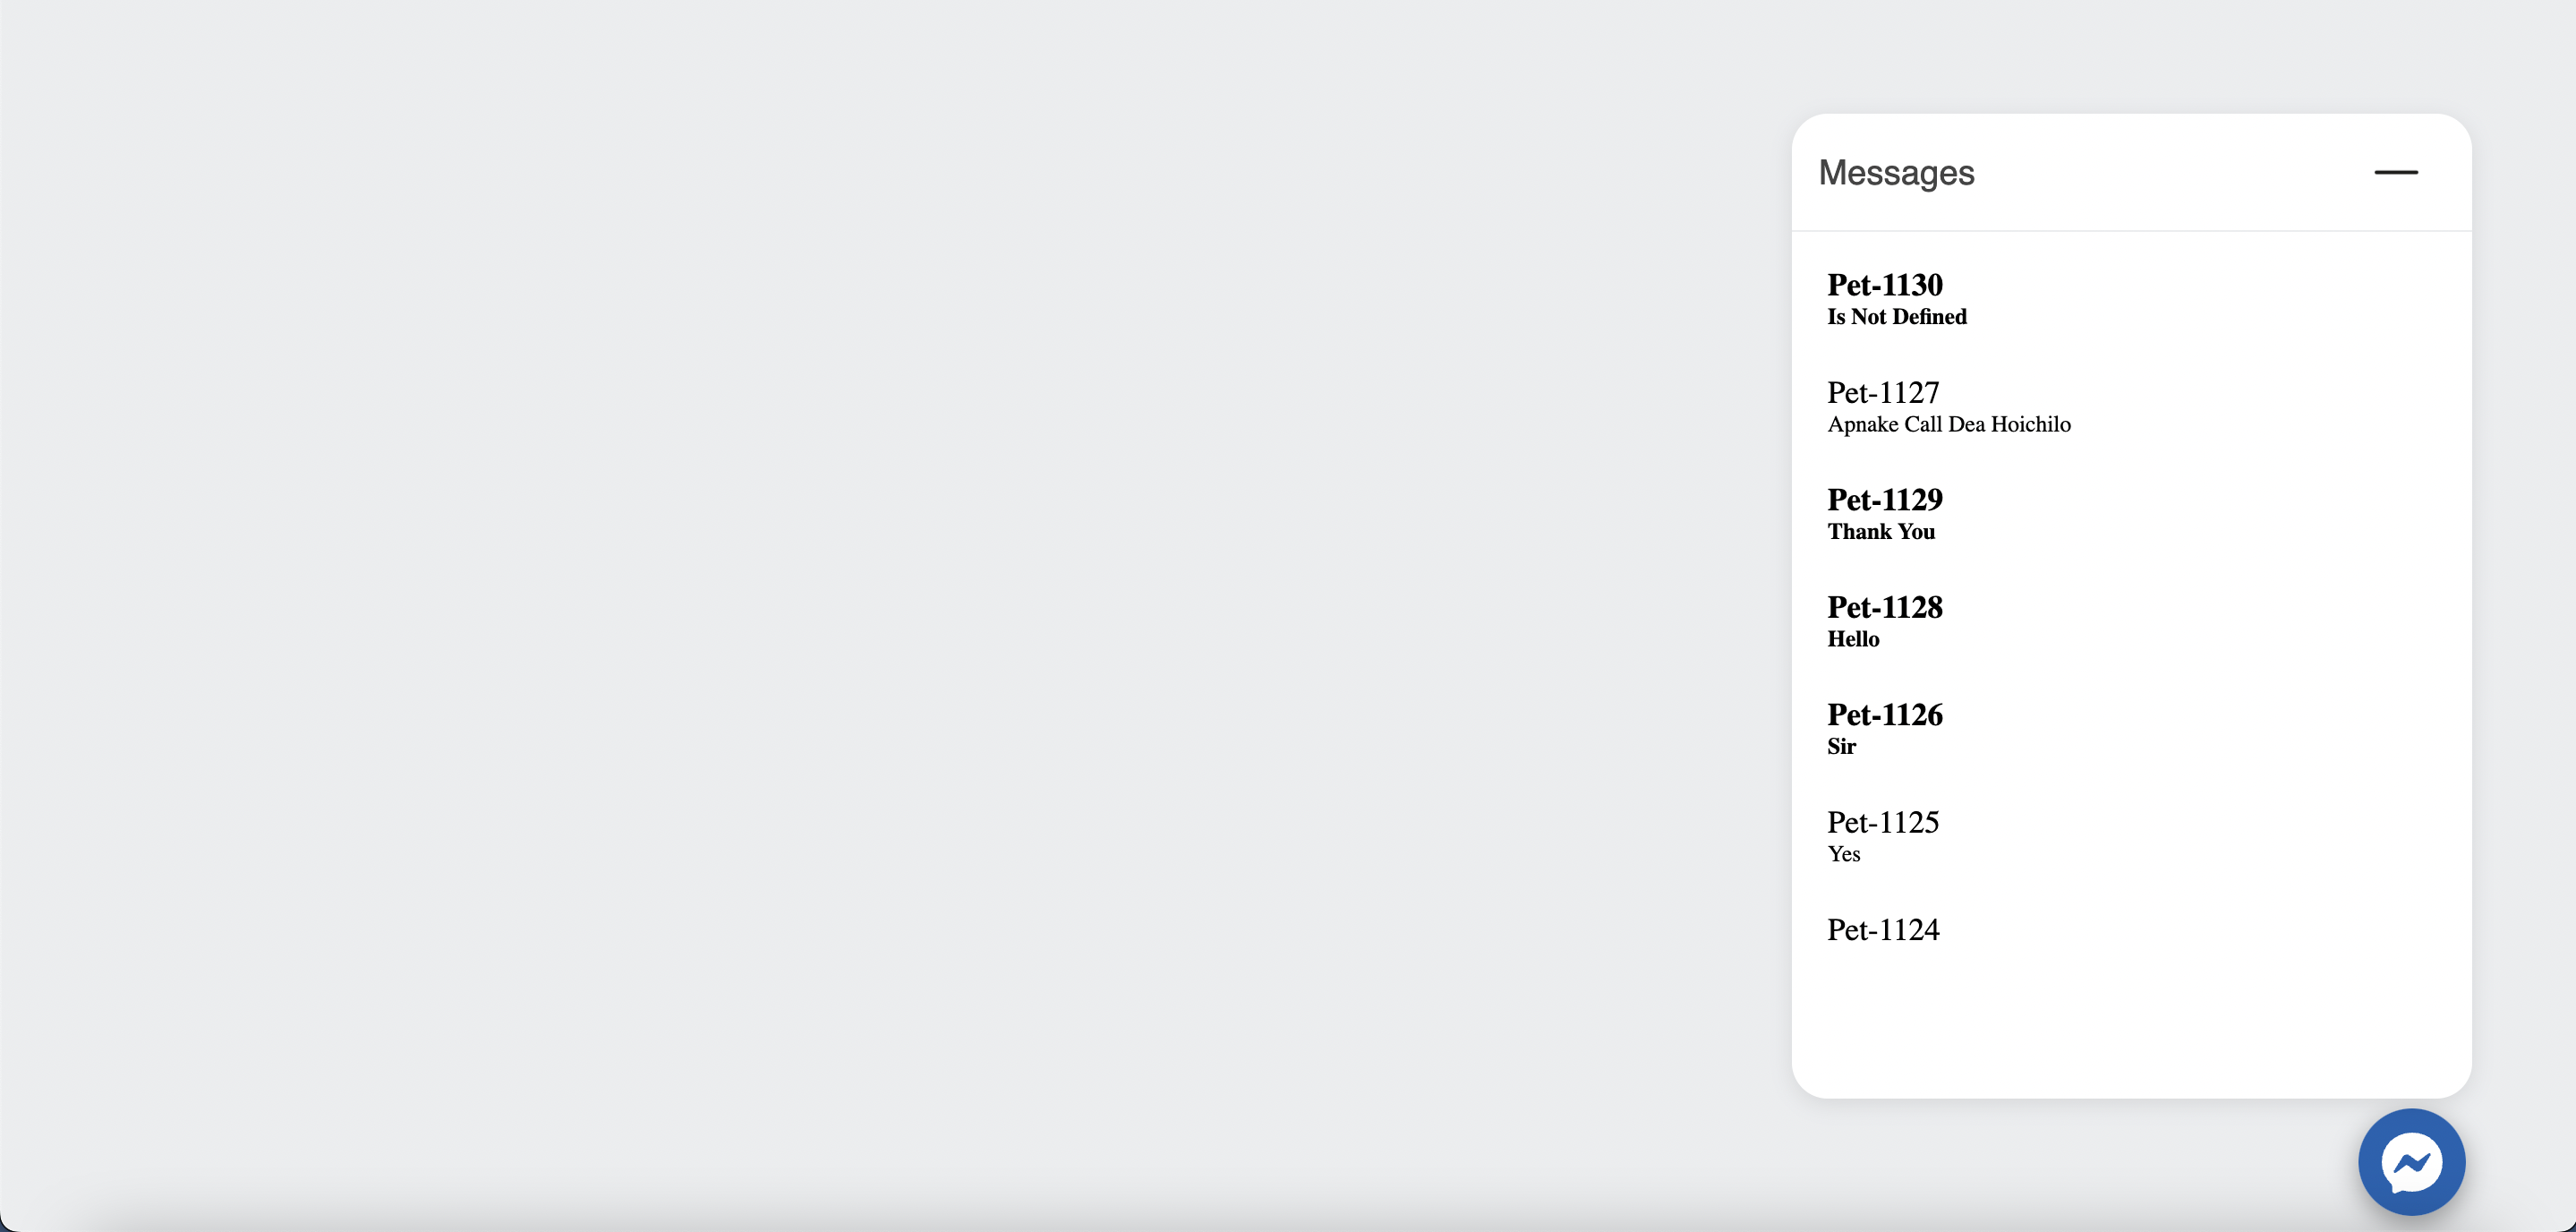 Messages
Pet-1130
Is Not Defined
Pet-1127
Apnake Call Dea Hoichilo
Pet-1129
Thank You
Pet-1128
Hello
Pet-1126
Sir
Pet-1125
Yes
Pet-1124